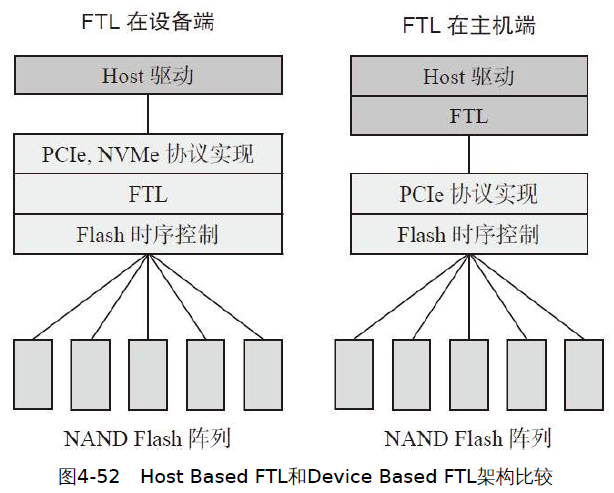 FTL 在设备端
Host 驱动
PCIe, NVMe 协议实现
FTL
Flash 时序控制
NAND Flash 阵列
FTL 在主机端
Host 驱动
FTL
PCIe 协议实现
Flash 时序控制
NAND Flash 阵列
图4-52 Host Based FTL和Device Based FTL架构比较